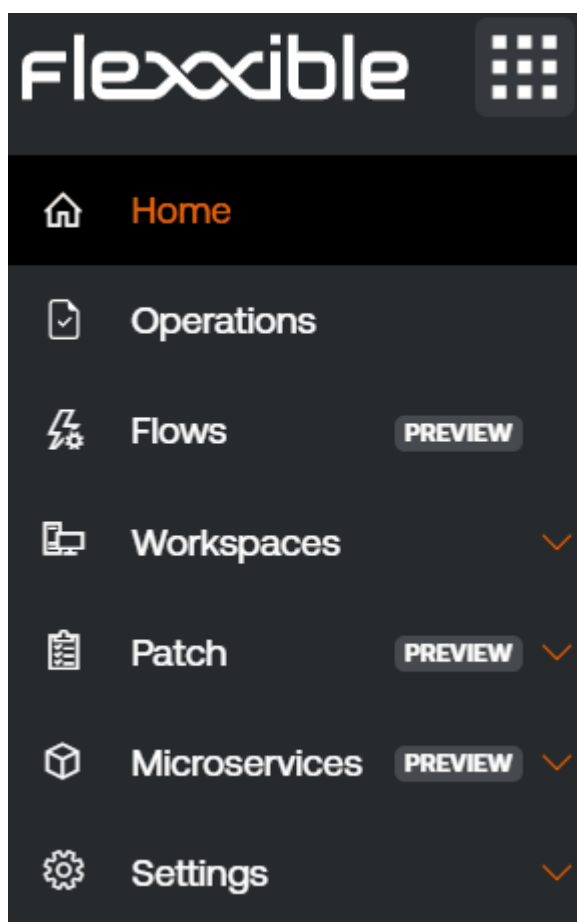 Flexxible
Home
Operations
Flows PREVIEW
Workspaces
Patch PREVIEW
Microservices PREVIEW
Settings